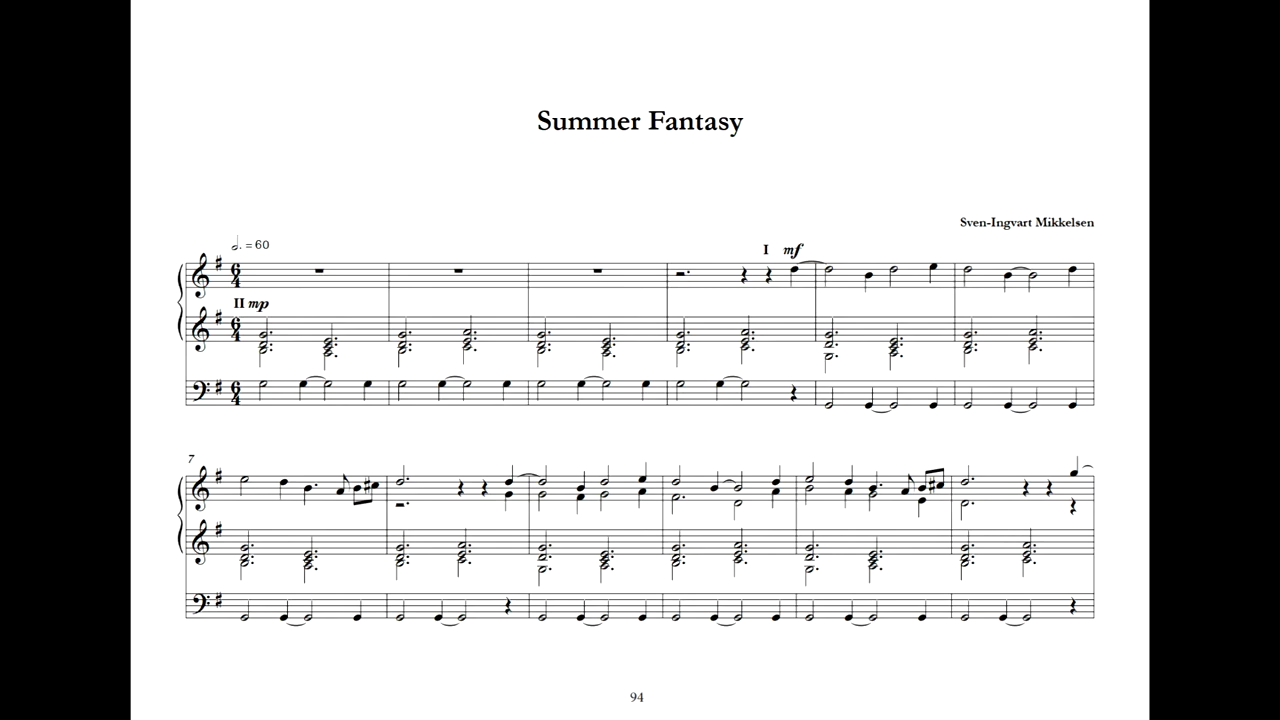 Summer Fantasy
Sven-Ingvart Mikkelsen
𝅗𝅥. = 60
I mf
II mp
7
94